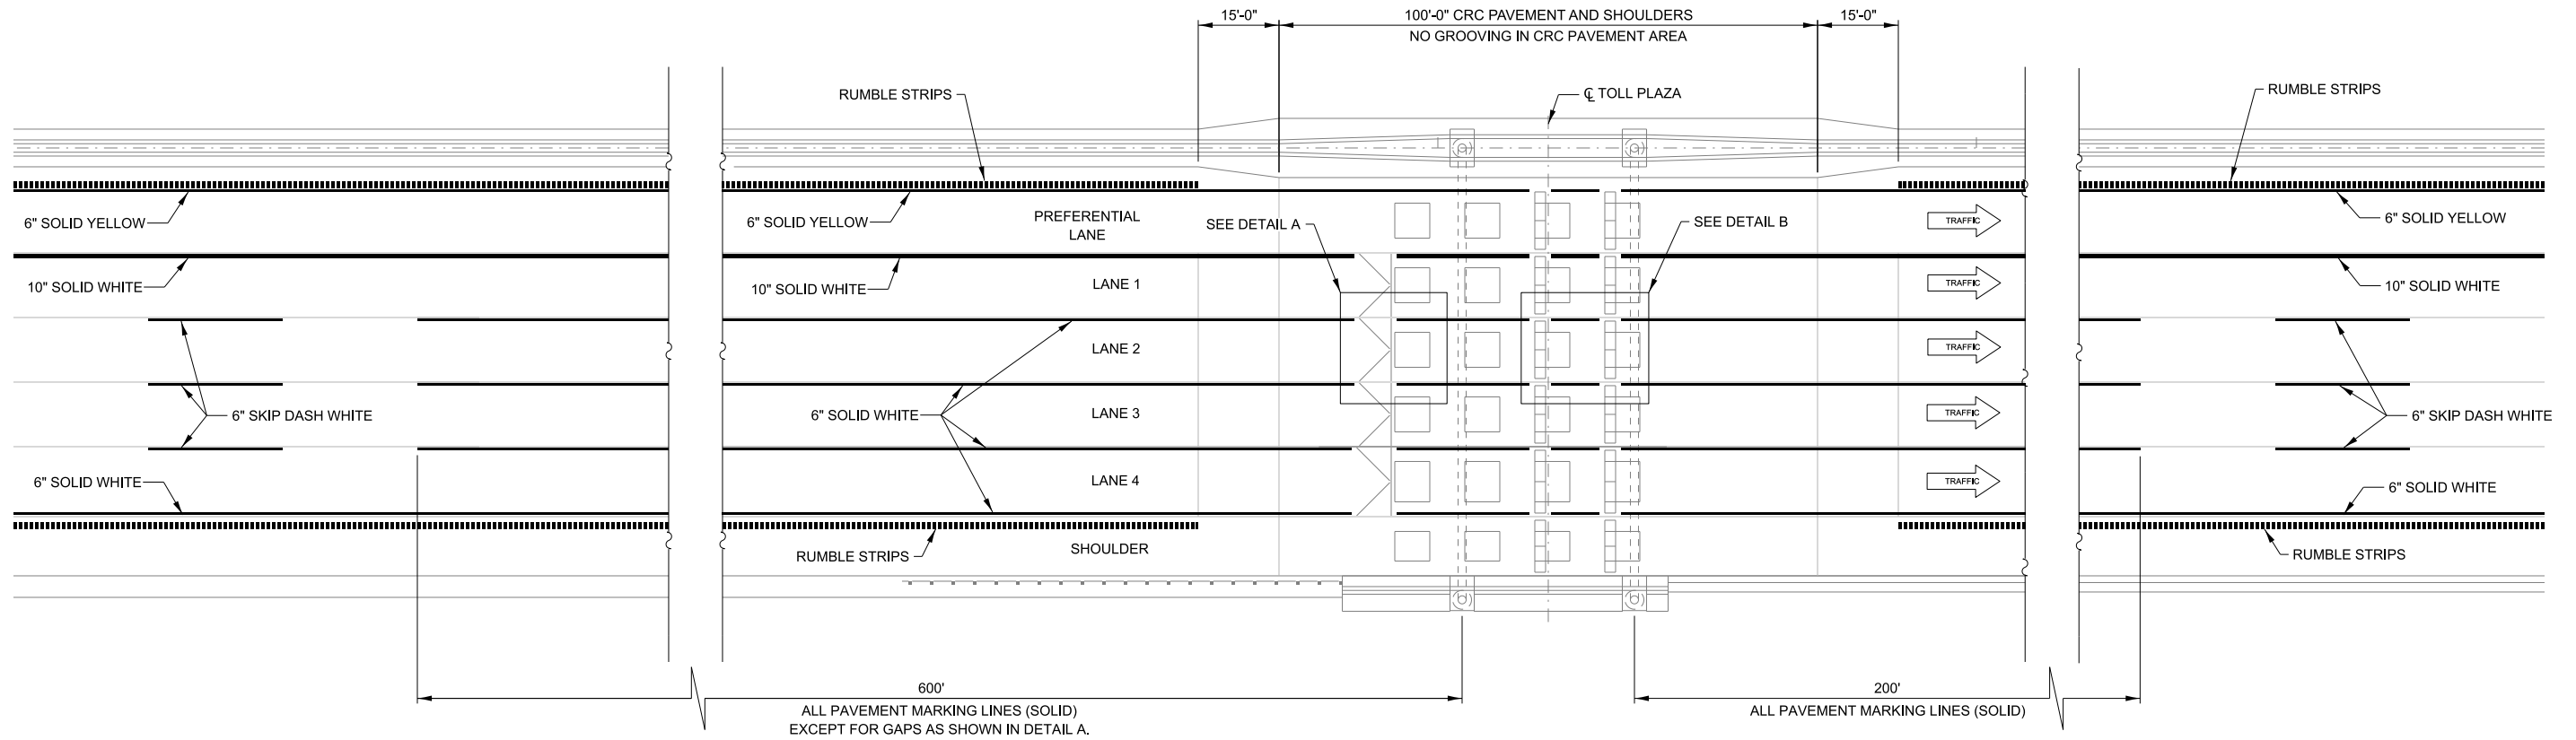 15'-0"
100'-0" CRC PAVEMENT AND SHOULDERS
NO GROOVING IN CRC PAVEMENT AREA
15'-0"
RUMBLE STRIPS
℄ TOLL PLAZA
RUMBLE STRIPS
6" SOLID YELLOW
6" SOLID YELLOW
PREFERENTIAL
LANE
SEE DETAIL A
SEE DETAIL B
TRAFFIC
6" SOLID YELLOW
10" SOLID WHITE
10" SOLID WHITE
LANE 1
TRAFFIC
10" SOLID WHITE
LANE 2
TRAFFIC
6" SKIP DASH WHITE
6" SOLID WHITE
LANE 3
TRAFFIC
6" SKIP DASH WHITE
6" SOLID WHITE
LANE 4
TRAFFIC
6" SOLID WHITE
RUMBLE STRIPS
SHOULDER
RUMBLE STRIPS
600'
ALL PAVEMENT MARKING LINES (SOLID)
EXCEPT FOR GAPS AS SHOWN IN DETAIL A.
200'
ALL PAVEMENT MARKING LINES (SOLID)